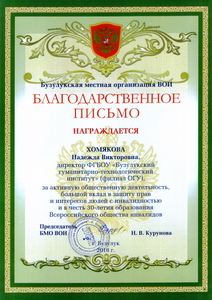 Бузулукская местная организация ВОИ
БЛАГОДАРСТВЕННОЕ
ПИСЬМО
НАГРАЖДАЕТСЯ
ХОМЯКОВА
Надежда Викторовна,
директор ФГБОУ «Бузулукский
гуманитарно-технологический
институт» (филиал ОГУ),
за активную общественную деятельность,
большой вклад в защиту прав
и интересов людей с инвалидностью
и в честь 30-летия образования
Всероссийского общества инвалидов
Председатель
БМО ВОИ
Н. В. Курунова
г. Бузулук
2018 г.